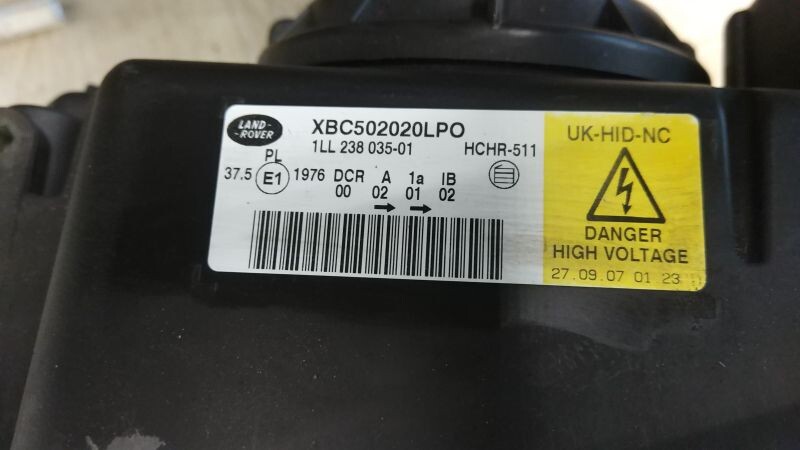 LAND-
ROVER
XBC502020LPO
1LL 238 035-01 HCHR-511
PL
37.5 E1 1976 DCR A 1a IB
00 02 01 02
UK-HID-NC
DANGER
HIGH VOLTAGE
27.09.07 01 23